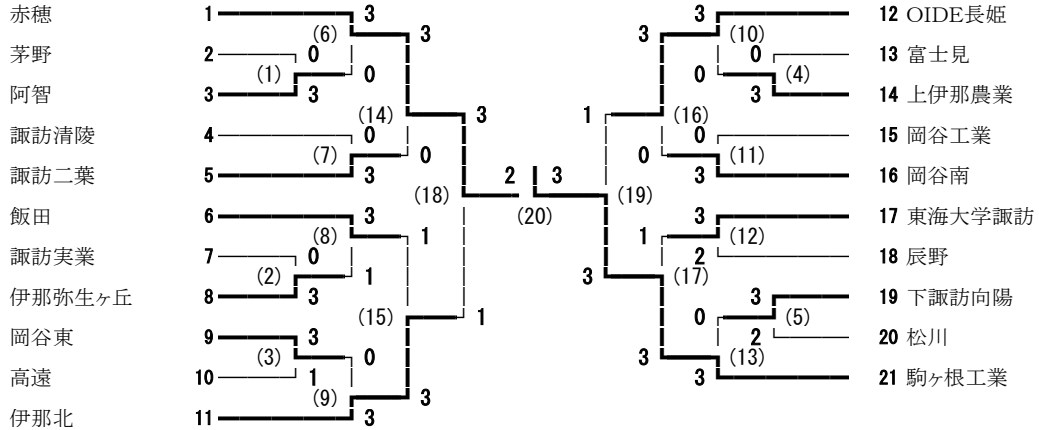 赤穂 1 3 3 12 OIDE長姫
(6) 3 3 (10)
茅野 2 0 0 13 富士見
(1) 0 0 (4)
阿智 3 3 3 14 上伊那農業
(14) 3 1 (16)
諏訪清陵 4 0 0 15 岡谷工業
(7) 0 0 (11)
諏訪二葉 5 3 2 3 3 16 岡谷南
(18) (19)
飯田 6 3 (20) 3 17 東海大学諏訪
(8) 1 1 (12)
諏訪実業 7 0 2 18 辰野
(2) 1 3 (17)
伊那弥生ヶ丘 8 3 3 19 下諏訪向陽
(15) 1 0 (5)
岡谷東 9 3 2 20 松川
(3) 0 3 (13)
高遠 10 1 3 21 駒ヶ根工業
(9) 3
伊那北 11 3